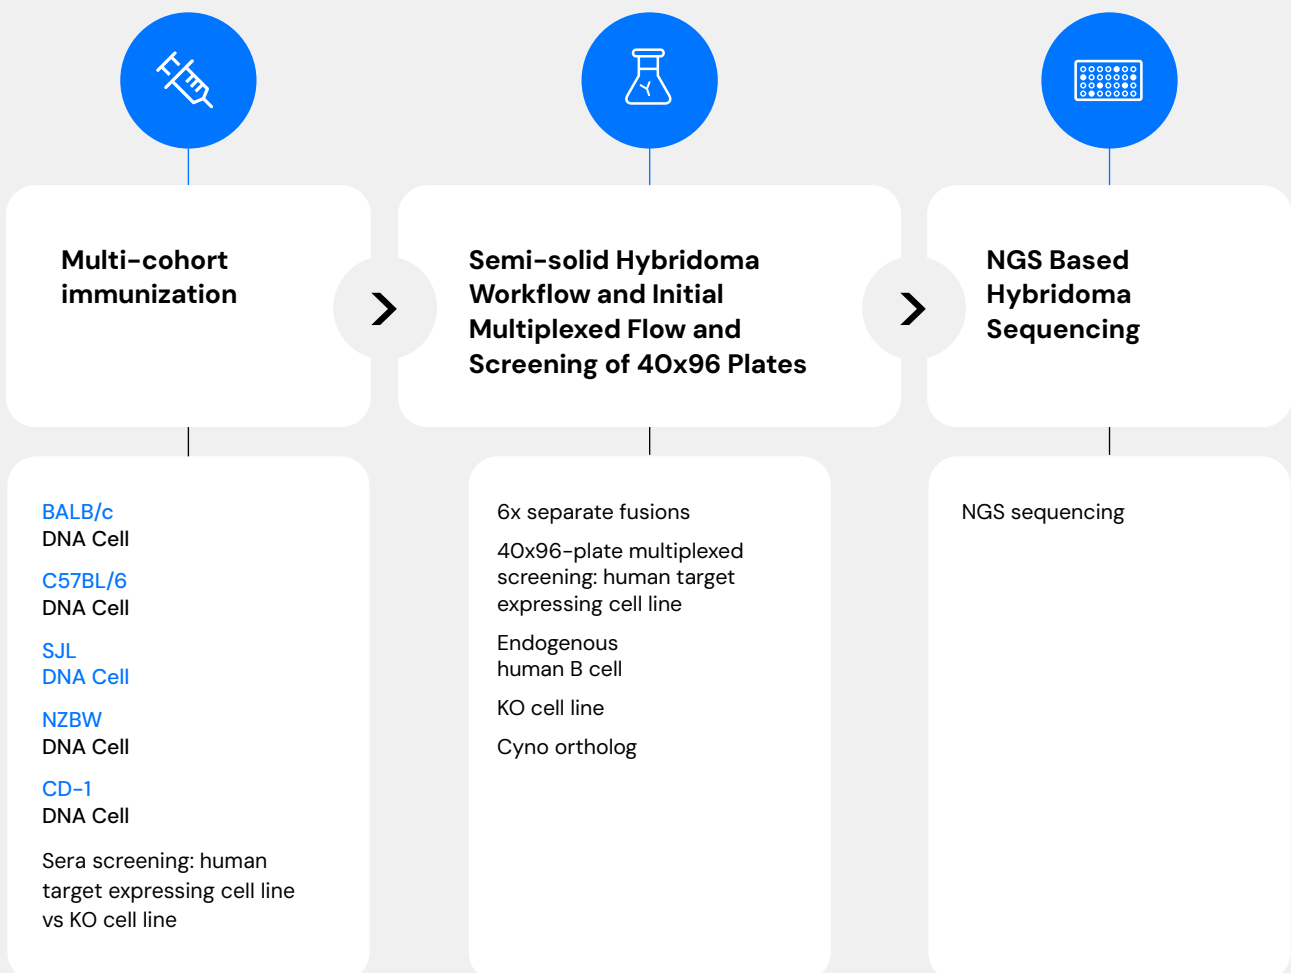 Multi-cohort
immunization
Semi-solid Hybridoma
Workflow and Initial
Multiplexed Flow and
Screening of 40x96 Plates
NGS Based
Hybridoma
Sequencing
BALB/c
DNA Cell
C57BL/6
DNA Cell
SJL
DNA Cell
NZBW
DNA Cell
CD-1
DNA Cell
Sera screening: human
target expressing cell line
vs KO cell line
6x separate fusions
40x96-plate multiplexed
screening: human target
expressing cell line
Endogenous
human B cell
KO cell line
Cyno ortholog
NGS sequencing